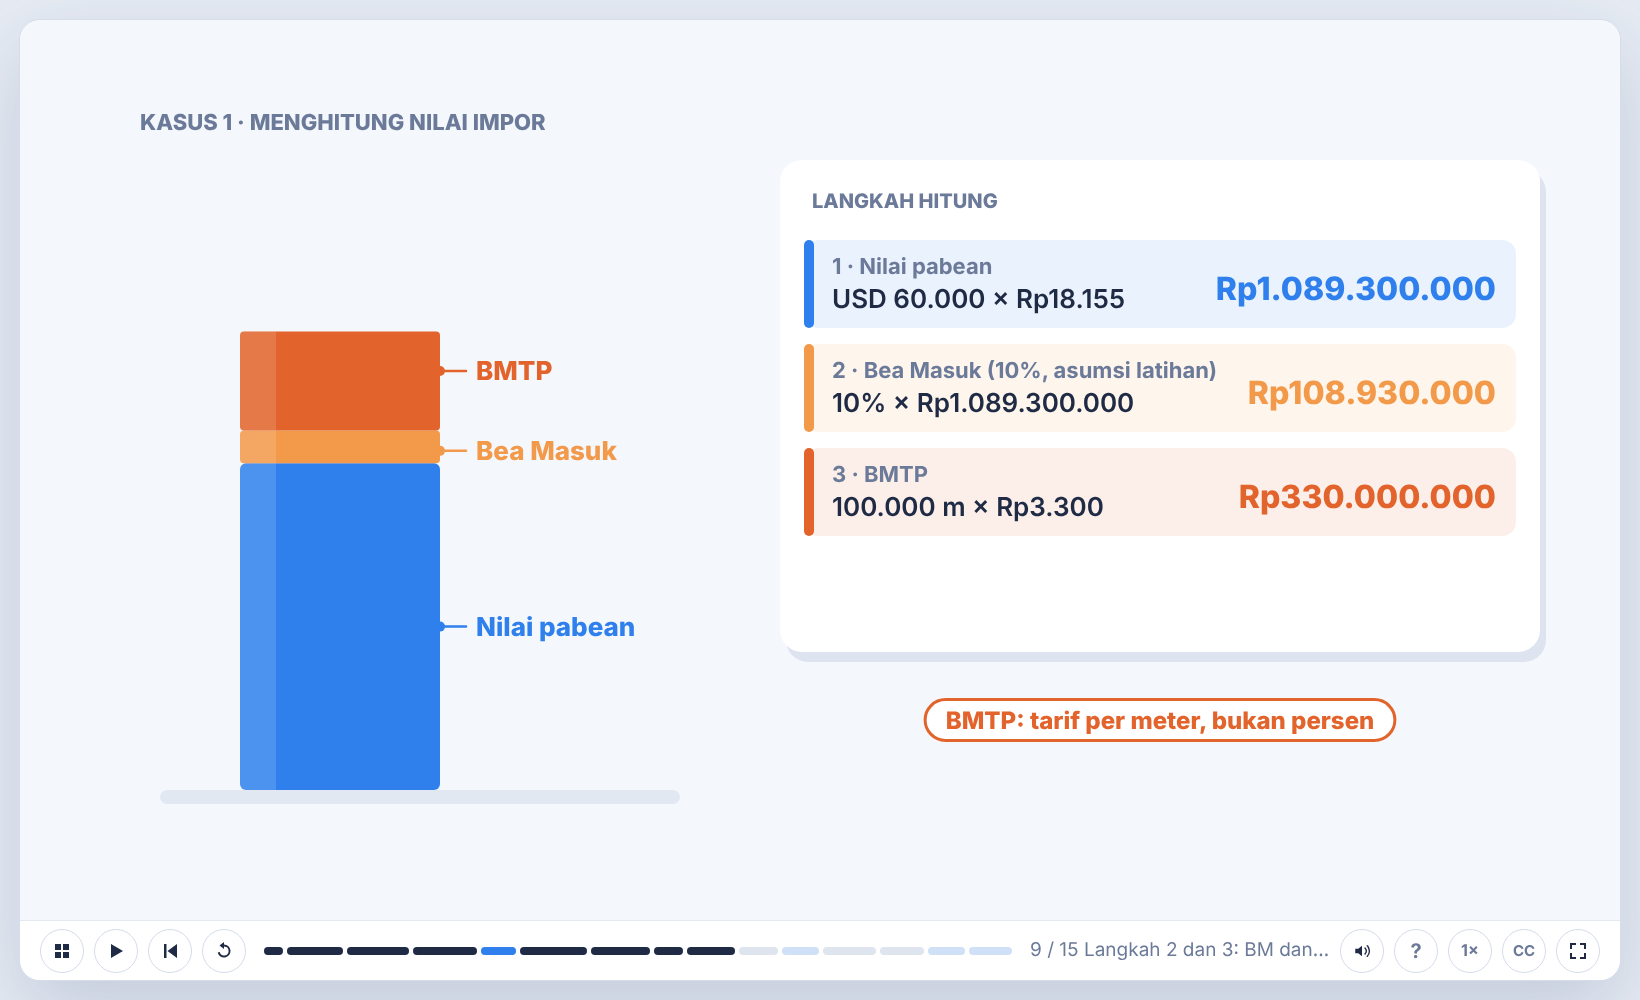 KASUS 1 · MENGHITUNG NILAI IMPOR
BMTP
Bea Masuk
Nilai pabean
LANGKAH HITUNG
1 · Nilai pabean
USD 60.000 × Rp18.155
Rp1.089.300.000
2 · Bea Masuk (10%, asumsi latihan)
10% × Rp1.089.300.000
Rp108.930.000
3 · BMTP
100.000 m × Rp3.300
Rp330.000.000
BMTP: tarif per meter, bukan persen
9 / 15 Langkah 2 dan 3: BM dan...
?
1×
CC